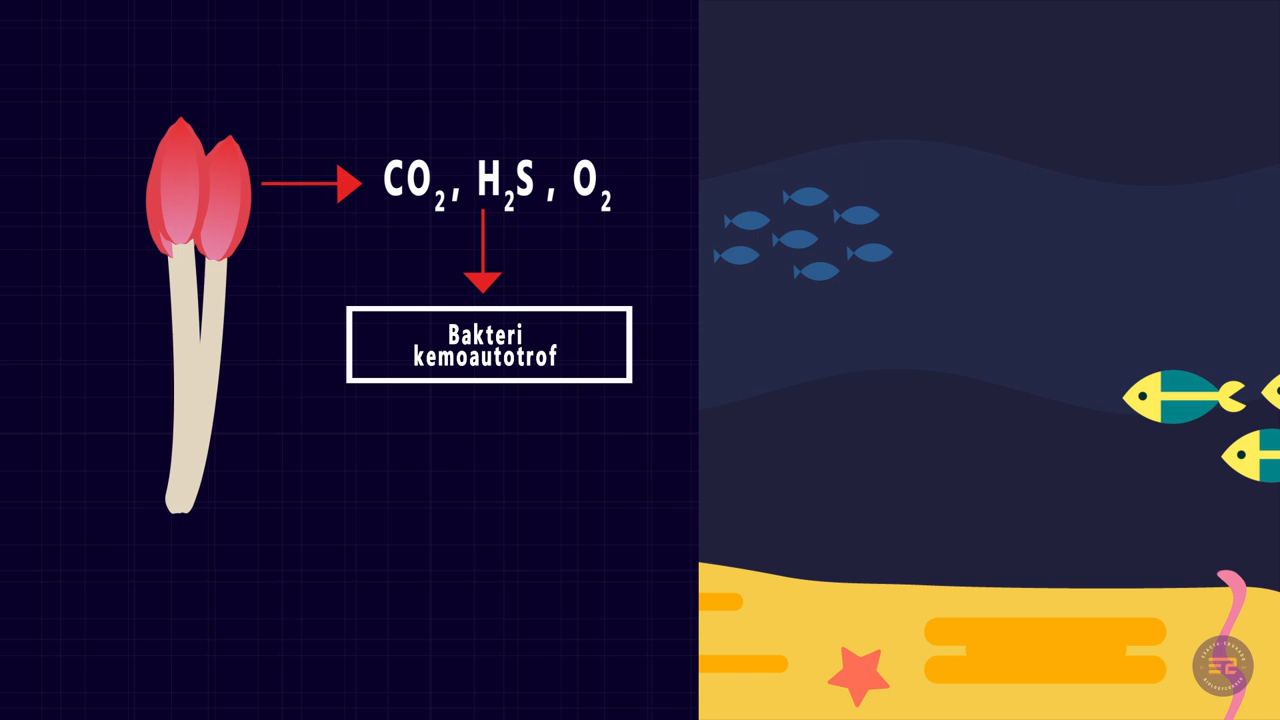 CO₂, H₂S , O₂
Bakteri
kemoautotrof